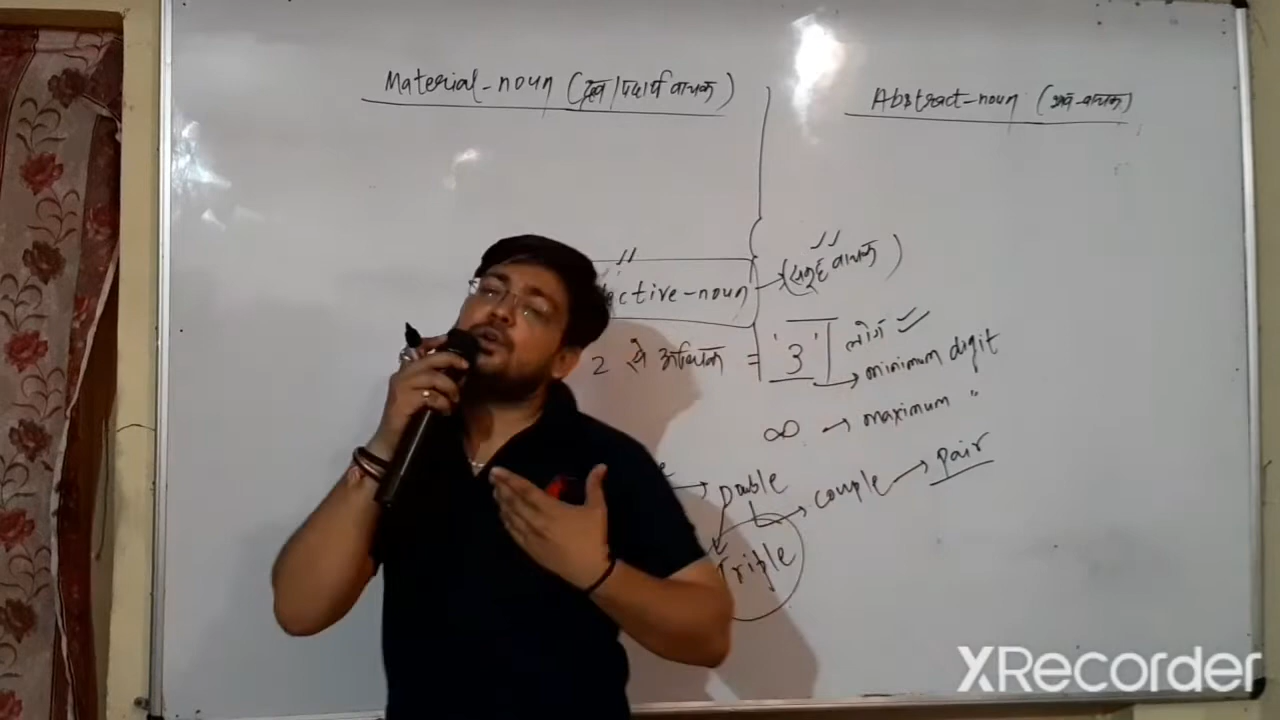 Material-noun (द्रव्य/पदार्थ वाचक)
Abstract-noun (भाव-वाचक)
ective-noun → (समूह वाचक)
2 से अधिक = '3' लोग
→ minimum digit
∞ → maximum "
→ Double → couple → pair
Triple
XRecorder